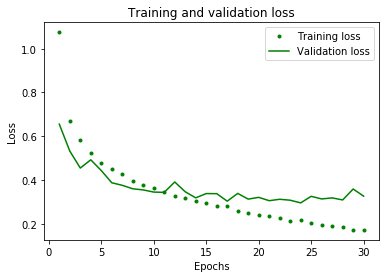 Training and validation loss
Training loss
Validation loss
Loss
1.0
0.8
0.6
0.4
0.2
0 5 10 15 20 25 30
Epochs